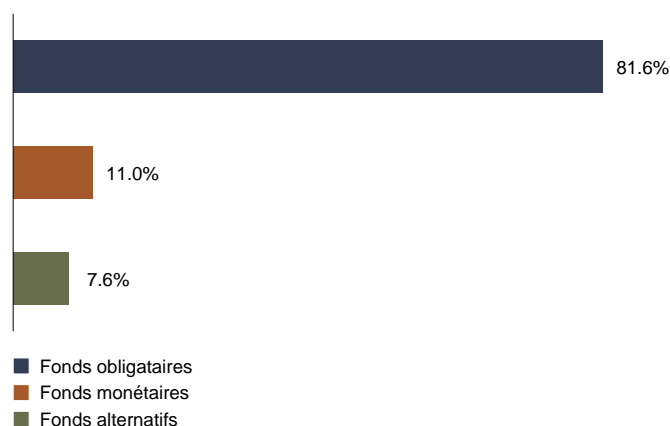 81.6%
11.0%
7.6%
Fonds obligataires
Fonds monétaires
Fonds alternatifs